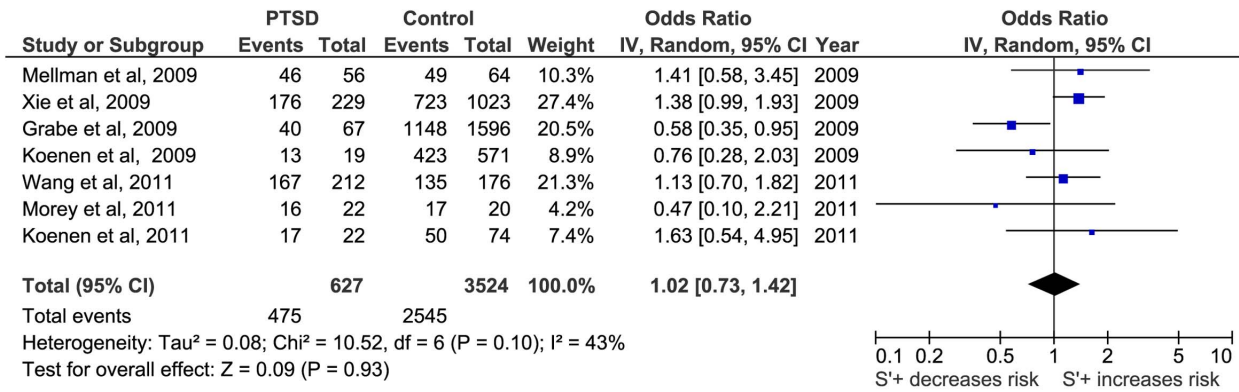 PTSD Control Odds Ratio Odds Ratio
Study or Subgroup Events Total Events Total Weight IV, Random, 95% CI Year IV, Random, 95% CI
Mellman et al, 2009 46 56 49 64 10.3% 1.41 [0.58, 3.45] 2009
Xie et al, 2009 176 229 723 1023 27.4% 1.38 [0.99, 1.93] 2009
Grabe et al, 2009 40 67 1148 1596 20.5% 0.58 [0.35, 0.95] 2009
Koenen et al, 2009 13 19 423 571 8.9% 0.76 [0.28, 2.03] 2009
Wang et al, 2011 167 212 135 176 21.3% 1.13 [0.70, 1.82] 2011
Morey et al, 2011 16 22 17 20 4.2% 0.47 [0.10, 2.21] 2011
Koenen et al, 2011 17 22 50 74 7.4% 1.63 [0.54, 4.95] 2011
Total (95% CI) 627 3524 100.0% 1.02 [0.73, 1.42]
Total events 475 2545
Heterogeneity: Tau² = 0.08; Chi² = 10.52, df = 6 (P = 0.10); I² = 43%
Test for overall effect: Z = 0.09 (P = 0.93)
0.1 0.2 0.5 1 2 5 10
S'+ decreases risk S'+ increases risk